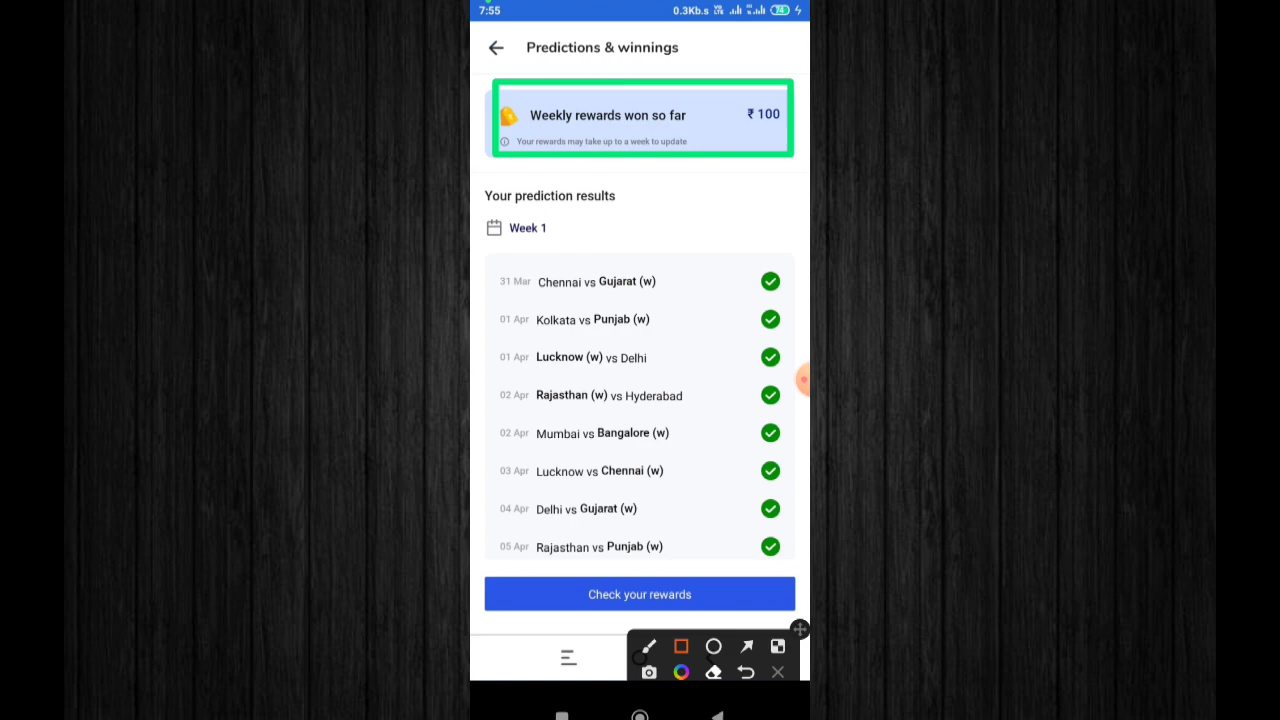 7:55 0.3Kb.s 74
Predictions & winnings
Weekly rewards won so far ₹ 100
Your rewards may take up to a week to update
Your prediction results
Week 1
31 Mar Chennai vs Gujarat (w)
01 Apr Kolkata vs Punjab (w)
01 Apr Lucknow (w) vs Delhi
02 Apr Rajasthan (w) vs Hyderabad
02 Apr Mumbai vs Bangalore (w)
03 Apr Lucknow vs Chennai (w)
04 Apr Delhi vs Gujarat (w)
05 Apr Rajasthan vs Punjab (w)
Check your rewards